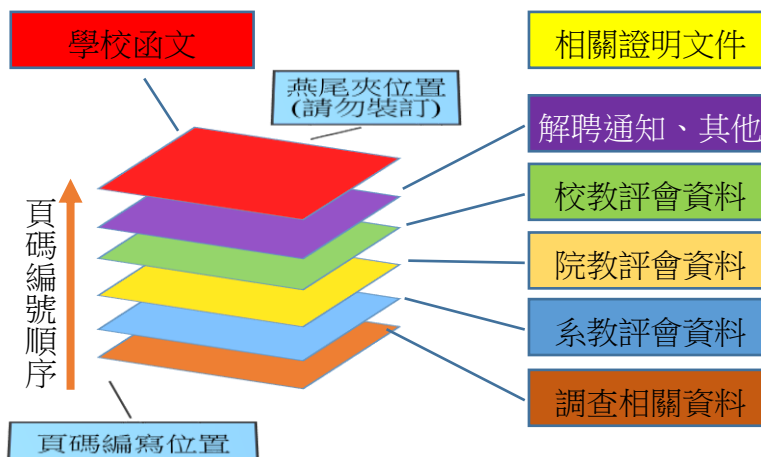 學校函文
相關證明文件
燕尾夾位置
(請勿裝訂)
解聘通知、其他
校教評會資料
頁碼編號順序
院教評會資料
系教評會資料
調查相關資料
頁碼編寫位置